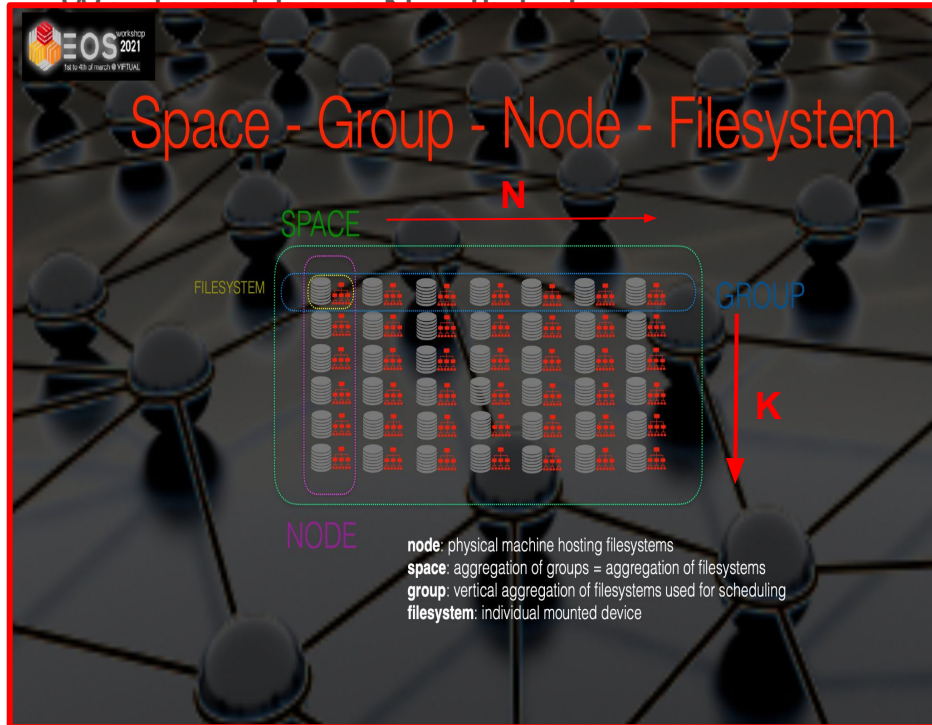 EOS workshop 2021
1st to 4th of march @ VIRTUAL
Space - Group - Node - Filesystem
N
SPACE
FILESYSTEM
GROUP
K
NODE
node: physical machine hosting filesystems
space: aggregation of groups = aggregation of filesystems
group: vertical aggregation of filesystems used for scheduling
filesystem: individual mounted device